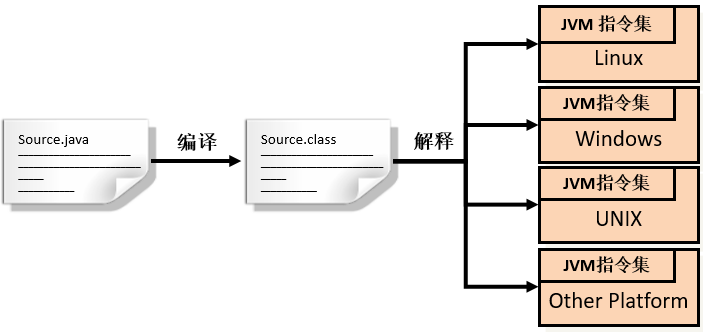 Source.java
编译
Source.class
解释
JVM 指令集
Linux
JVM指令集
Windows
JVM指令集
UNIX
JVM指令集
Other Platform